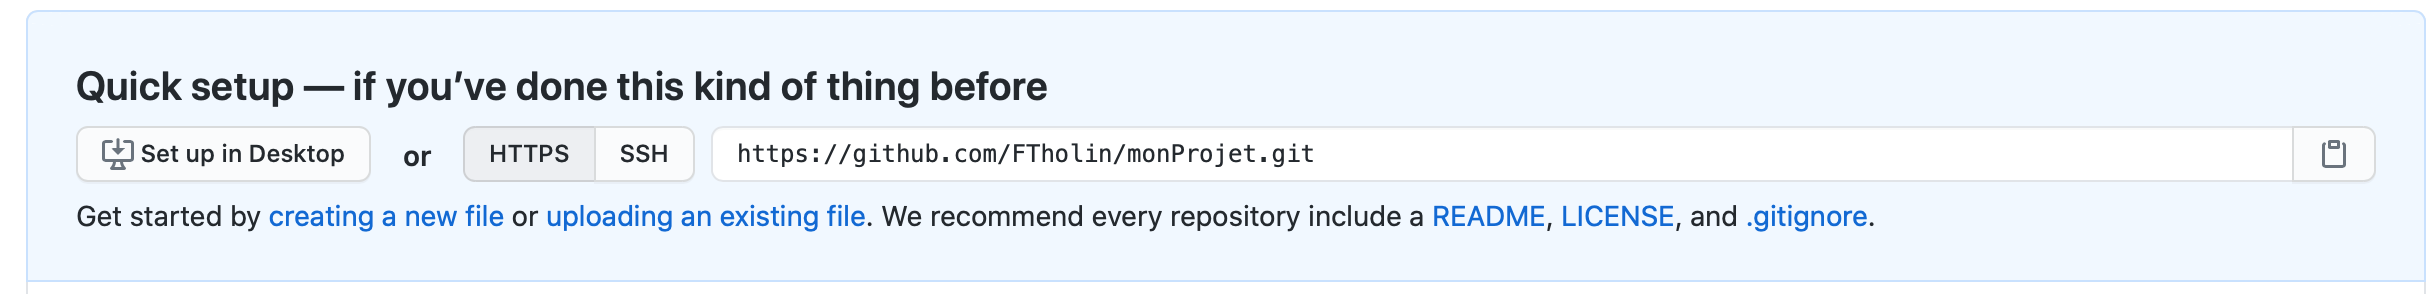 Quick setup — if you’ve done this kind of thing before
Set up in Desktop or HTTPS SSH https://github.com/FTholin/monProjet.git
Get started by creating a new file or uploading an existing file. We recommend every repository include a README, LICENSE, and .gitignore.